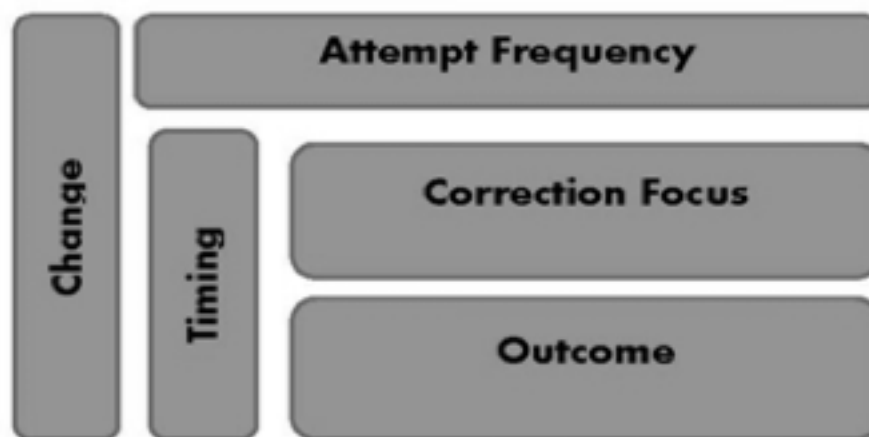 Change
Attempt Frequency
Timing
Correction Focus
Outcome